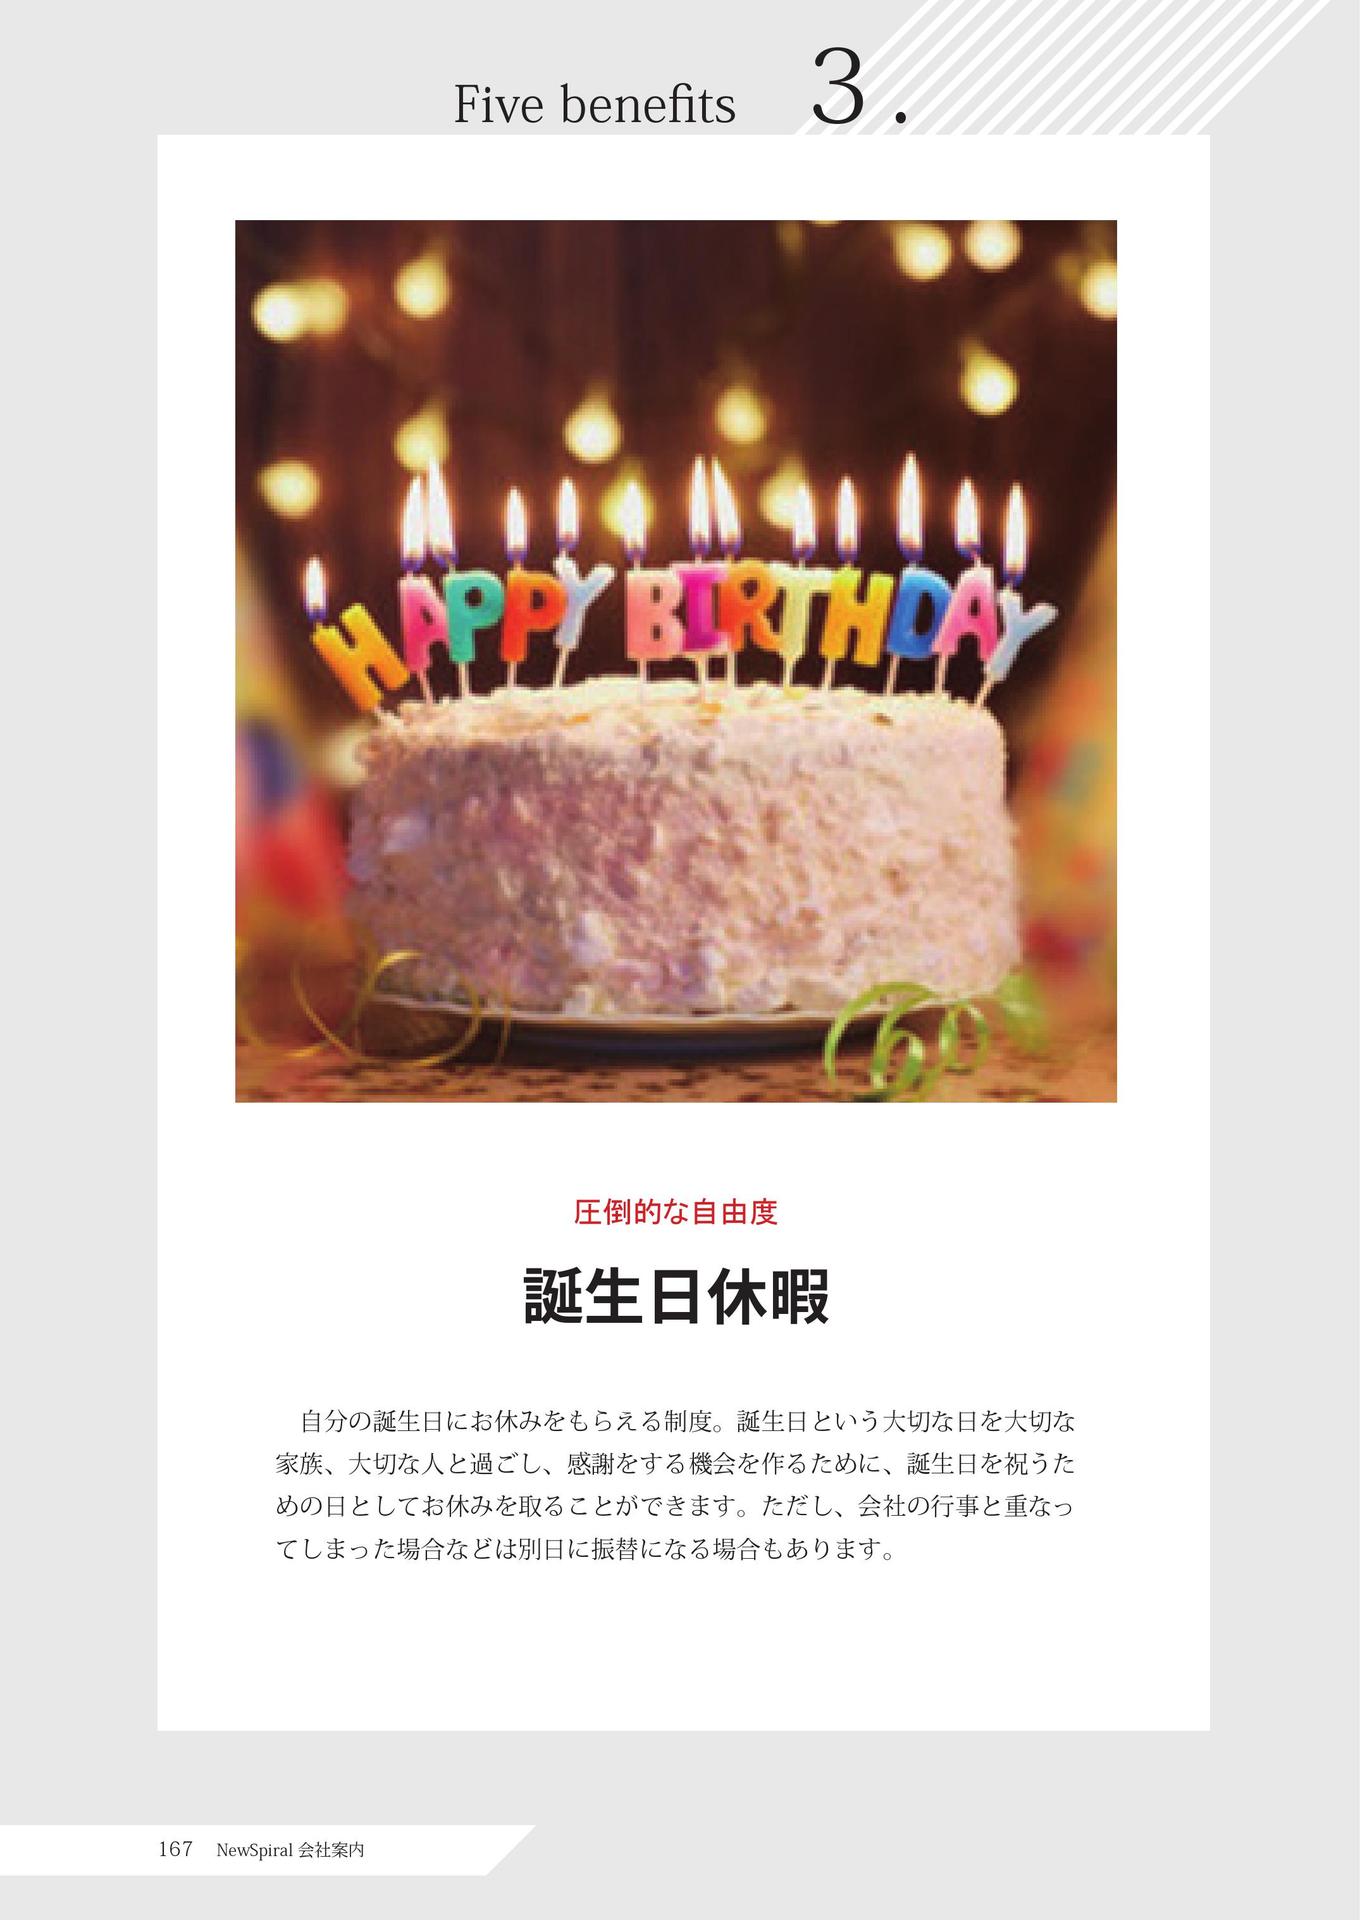 Five benefits 3.
HAPPY BIRTHDAY
圧倒的な自由度
誕生日休暇
　自分の誕生日にお休みをもらえる制度。誕生日という大切な日を大切な
家族、大切な人と過ごし、感謝をする機会を作るために、誕生日を祝うた
めの日としてお休みを取ることができます。ただし、会社の行事と重なっ
てしまった場合などは別日に振替になる場合もあります。
167 NewSpiral 会社案内